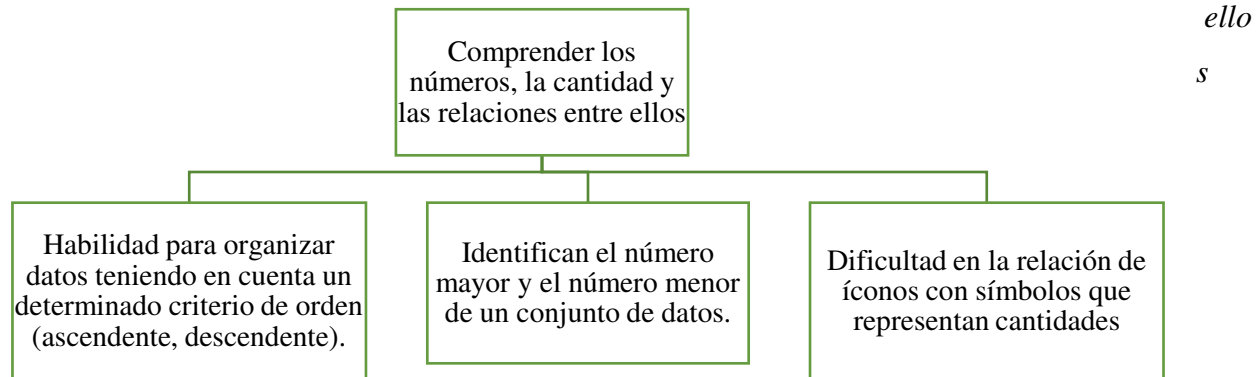 ello
s
Comprender los
números, la cantidad y
las relaciones entre ellos
Habilidad para organizar
datos teniendo en cuenta un
determinado criterio de orden
(ascendente, descendente).
Identifican el número
mayor y el número menor
de un conjunto de datos.
Dificultad en la relación de
íconos con símbolos que
representan cantidades